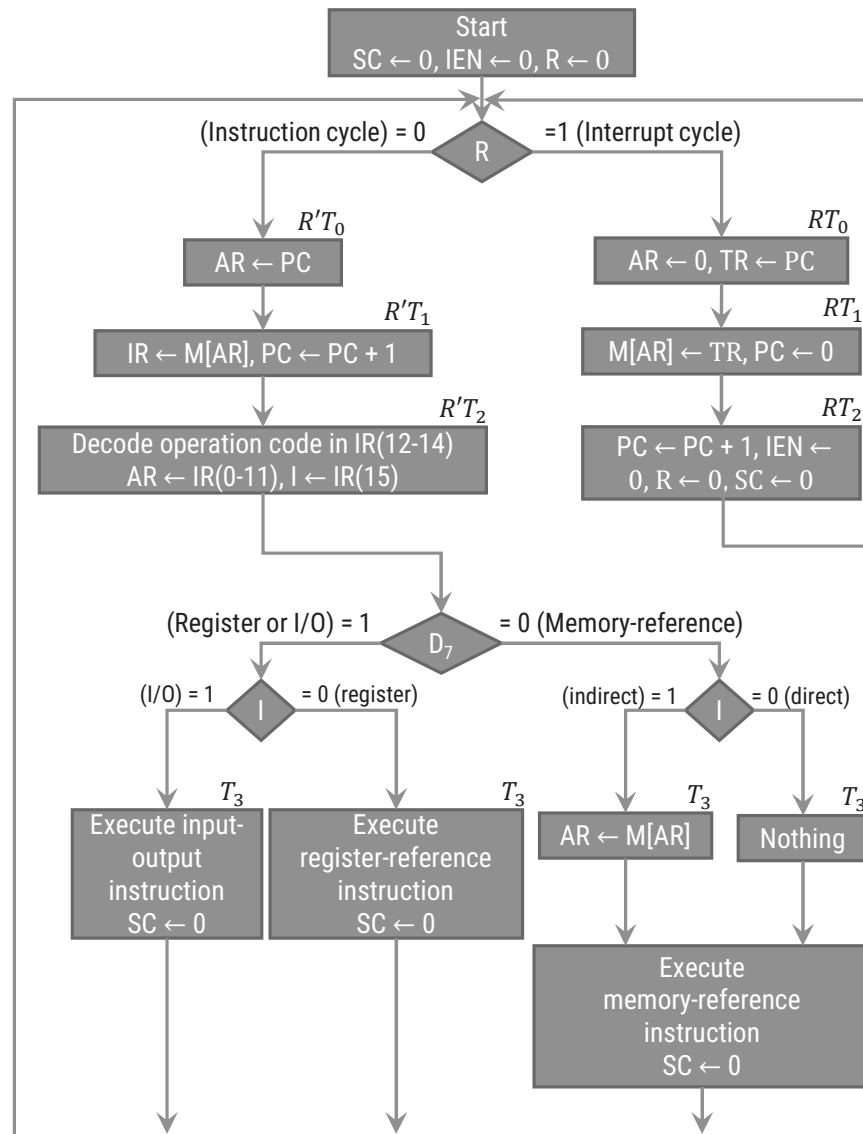 Start
SC ← 0, IEN ← 0, R ← 0
(Instruction cycle) = 0
R
=1 (Interrupt cycle)
R′T₀
AR ← PC
R′T₁
IR ← M[AR], PC ← PC + 1
R′T₂
Decode operation code in IR(12-14)
AR ← IR(0-11), I ← IR(15)
RT₀
AR ← 0, TR ← PC
RT₁
M[AR] ← TR, PC ← 0
RT₂
PC ← PC + 1, IEN ←
0, R ← 0, SC ← 0
(Register or I/O) = 1
D₇
= 0 (Memory-reference)
(I/O) = 1
I
= 0 (register)
(indirect) = 1
I
= 0 (direct)
T₃
Execute input-
output
instruction
SC ← 0
T₃
Execute
register-reference
instruction
SC ← 0
T₃
AR ← M[AR]
T₃
Nothing
Execute
memory-reference
instruction
SC ← 0